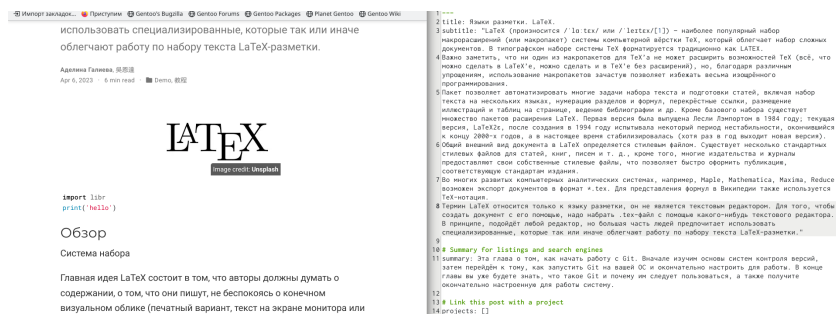 Импорт закладок... Приступим Gentoo's Bugzilla Gentoo Forums Gentoo Packages Planet Gentoo Gentoo Wiki
использовать специализированные, которые так или иначе
облегчают работу по набору текста LaTeX-разметки.
Аделина Галиева, 吳恩達
Apr 6, 2023 · 6 min read · Demo, 教程
LATEX
Image credit: Unsplash
import libr
print('hello')
Обзор
Система набора
Главная идея LaTeX состоит в том, что авторы должны думать о
содержании, о том, что они пишут, не беспокоясь о конечном
визуальном облике (печатный вариант, текст на экране монитора или
1 ---
2 title: Языки разметки. LaTeX.
3 subtitle: "LaTeX (произносится /ˈlɑːtɛx/ или /ˈleɪtɛx/[1]) — наиболее популярный набор
макрорасширений (или макропакет) системы компьютерной вёрстки TeX, который облегчает набор сложных
документов. В типографском наборе системы TeX форматируется традиционно как LATEX.
4 Важно заметить, что ни один из макропакетов для TeX'а не может расширить возможностей TeX (всё, что
можно сделать в LaTeX'е, можно сделать и в TeX'е без расширений), но, благодаря различным
упрощениям, использование макропакетов зачастую позволяет избежать весьма изощрённого
программирования.
5 Пакет позволяет автоматизировать многие задачи набора текста и подготовки статей, включая набор
текста на нескольких языках, нумерацию разделов и формул, перекрёстные ссылки, размещение
иллюстраций и таблиц на странице, ведение библиографии и др. Кроме базового набора существует
множество пакетов расширения LaTeX. Первая версия была выпущена Лесли Лэмпортом в 1984 году; текущая
версия, LaTeX2ε, после создания в 1994 году испытывала некоторый период нестабильности, окончившийся
к концу 2000-х годов, а в настоящее время стабилизировалась (хотя раз в год выходит новая версия).
6 Общий внешний вид документа в LaTeX определяется стилевым файлом. Существует несколько стандартных
стилевых файлов для статей, книг, писем и т. д., кроме того, многие издательства и журналы
предоставляют свои собственные стилевые файлы, что позволяет быстро оформить публикацию,
соответствующую стандартам издания.
7 Во многих развитых компьютерных аналитических системах, например, Maple, Mathematica, Maxima, Reduce
возможен экспорт документов в формат *.tex. Для представления формул в Википедии также используется
TeX-нотация.
8 Термин LaTeX относится только к языку разметки, он не является текстовым редактором. Для того, чтобы
создать документ с его помощью, надо набрать .tex-файл с помощью какого-нибудь текстового редактора.
В принципе, подойдёт любой редактор, но большая часть людей предпочитает использовать
специализированные, которые так или иначе облегчают работу по набору текста LaTeX-разметки."
9
10 # Summary for listings and search engines
11 summary: Эта глава о том, как начать работу с Git. Вначале изучим основы систем контроля версий,
затем перейдём к тому, как запустить Git на вашей ОС и окончательно настроить для работы. В конце
главы вы уже будете знать, что такое Git и почему им следует пользоваться, а также получите
окончательно настроенную для работы систему.
12
13 # Link this post with a project
14 projects: []